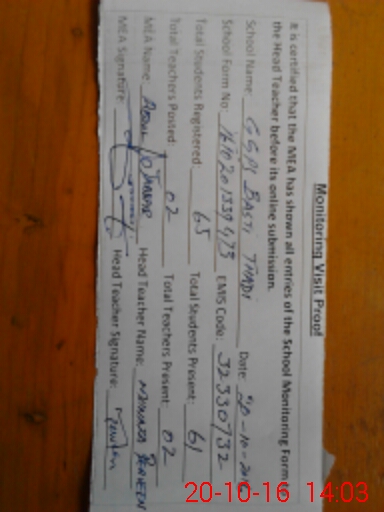 Monitoring Visit Proof
It is certified that the MEA has shown all entries of the School Monitoring Form to
the Head Teacher before its online submission.
School Name: GGPS BASTI THADI Date: 20-10-2016
School Form No: EMIS Code: 32330732
Total Students Registered: 65 Total Students Present: 61
Total Teachers Posted: 02 Total Teachers Present: 02
MEA Name: Head Teacher Name: PERVEEN
MEA Signature: Head Teacher Signature:
20-10-16 14:03